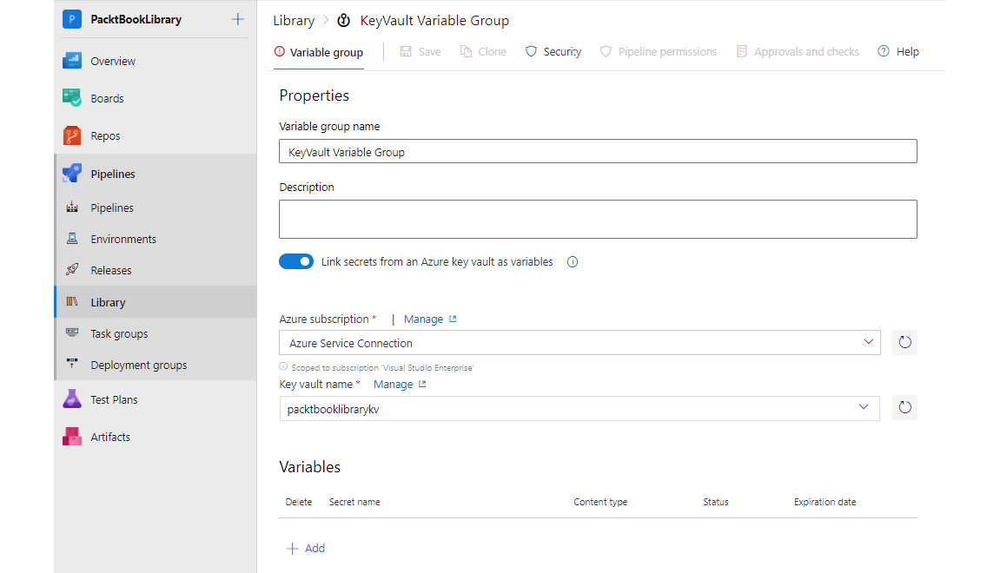 P PacktBookLibrary
Overview
Boards
Repos
Pipelines
Pipelines
Environments
Releases
Library
Task groups
Deployment groups
Test Plans
Artifacts
Library > KeyVault Variable Group
Variable group | Save Clone Security Pipeline permissions Approvals and checks Help
Properties
Variable group name
KeyVault Variable Group
Description
Link secrets from an Azure key vault as variables
Azure subscription * | Manage
Azure Service Connection
Scoped to subscription 'Visual Studio Enterprise'
Key vault name * Manage
packtbooklibrarykv
Variables
Delete Secret name Content type Status Expiration date
+ Add